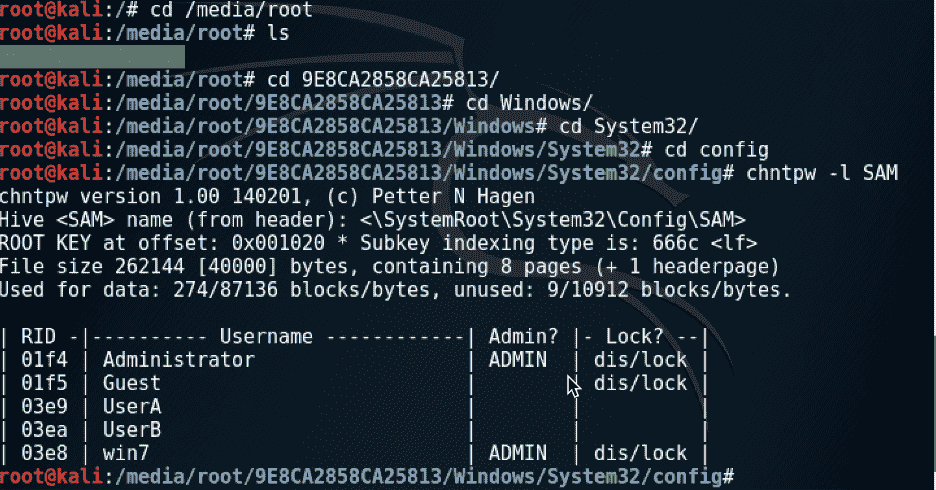 root@kali:/# cd /media/root
root@kali:/media/root# ls
root@kali:/media/root# cd 9E8CA2858CA25813/
root@kali:/media/root/9E8CA2858CA25813# cd Windows/
root@kali:/media/root/9E8CA2858CA25813/Windows# cd System32/
root@kali:/media/root/9E8CA2858CA25813/Windows/System32# cd config
root@kali:/media/root/9E8CA2858CA25813/Windows/System32/config# chntpw -l SAM
chntpw version 1.00 140201, (c) Petter N Hagen
Hive <SAM> name (from header): <\SystemRoot\System32\Config\SAM>
ROOT KEY at offset: 0x001020 * Subkey indexing type is: 666c <lf>
File size 262144 [40000] bytes, containing 8 pages (+ 1 headerpage)
Used for data: 274/87136 blocks/bytes, unused: 9/10912 blocks/bytes.

| RID -|---------- Username ------------| Admin? |- Lock? --|
| 01f4 | Administrator                  | ADMIN  | dis/lock |
| 01f5 | Guest                          |        | dis/lock |
| 03e9 | UserA                          |        |          |
| 03ea | UserB                          |        |          |
| 03e8 | win7                           | ADMIN  | dis/lock |
root@kali:/media/root/9E8CA2858CA25813/Windows/System32/config#